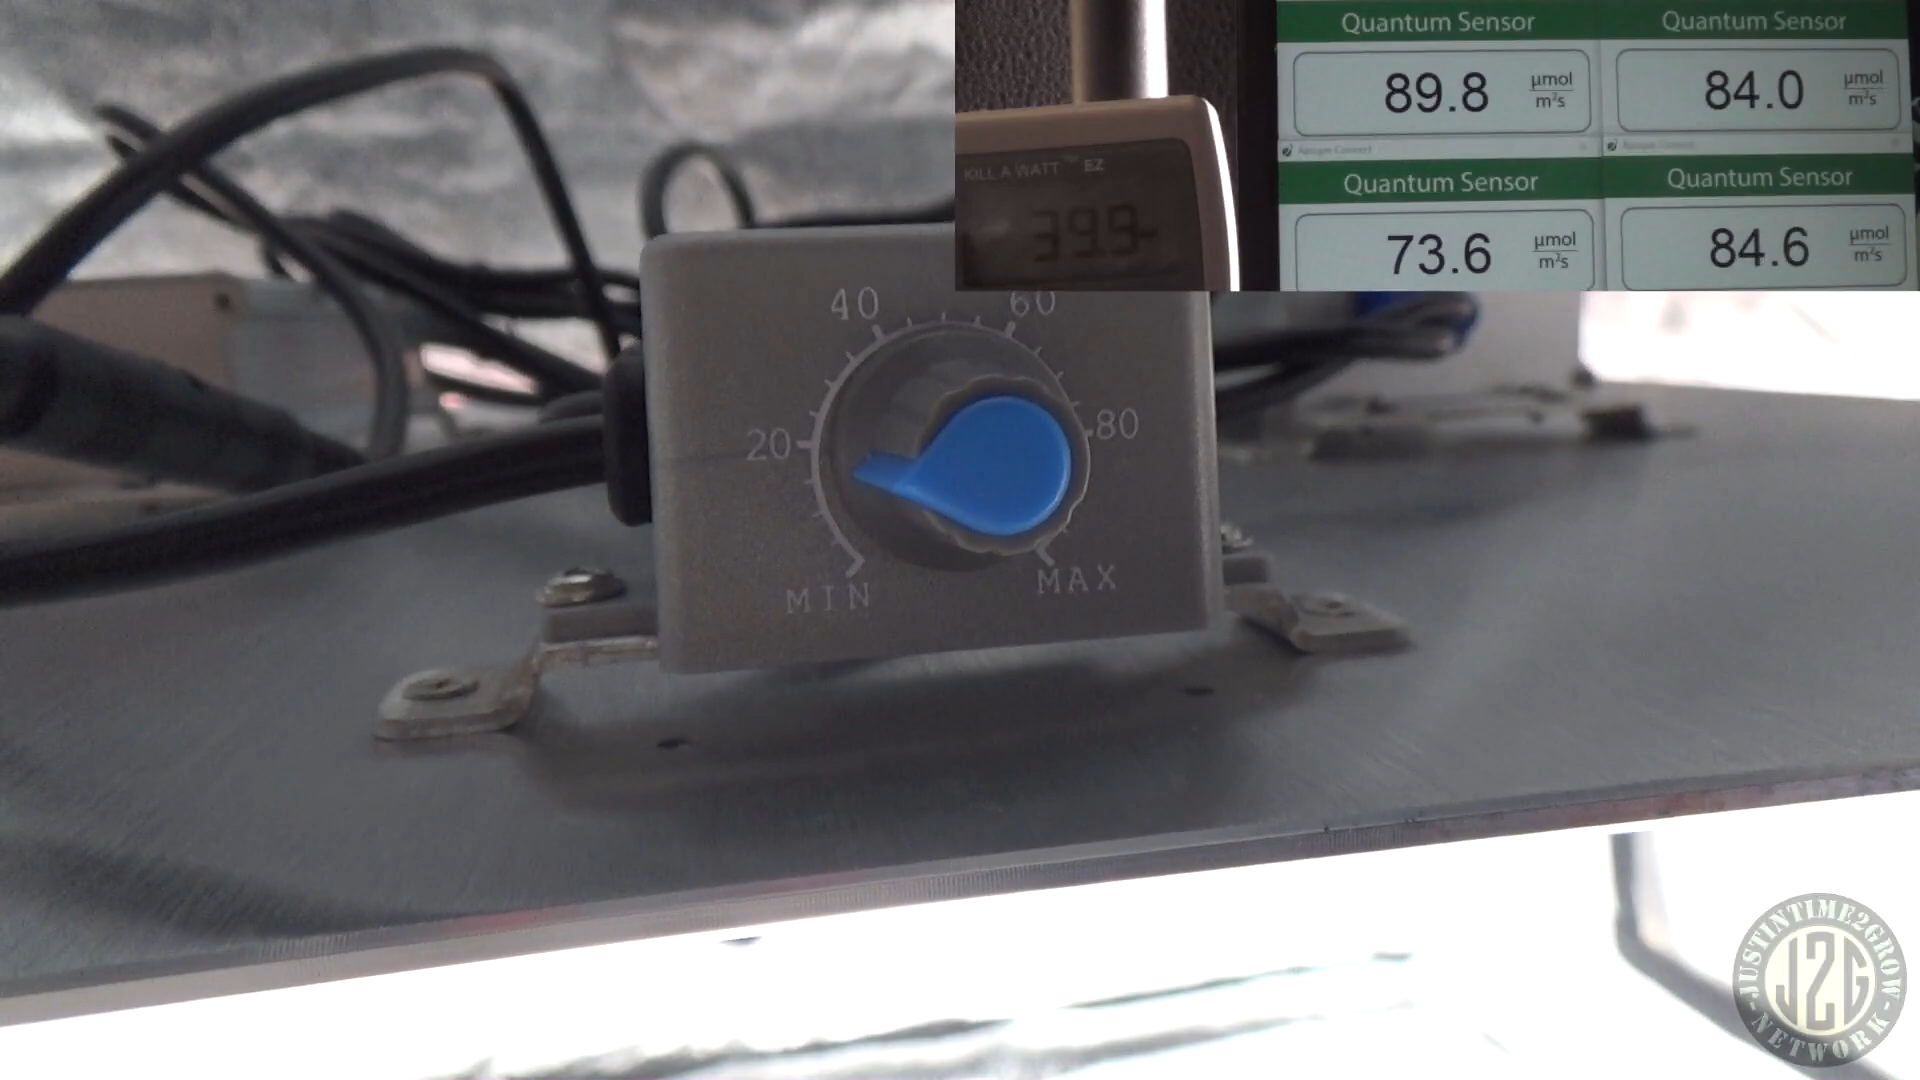 Quantum Sensor
Quantum Sensor
89.8 µmol m²s
84.0 µmol m²s
Quantum Sensor
Quantum Sensor
73.6 µmol m²s
84.6 µmol m²s
KILL A WATT™ EZ
39.9
40
60
20
80
MIN
MAX
JUSTINTIME2GROW
J2G
-NETWORK-